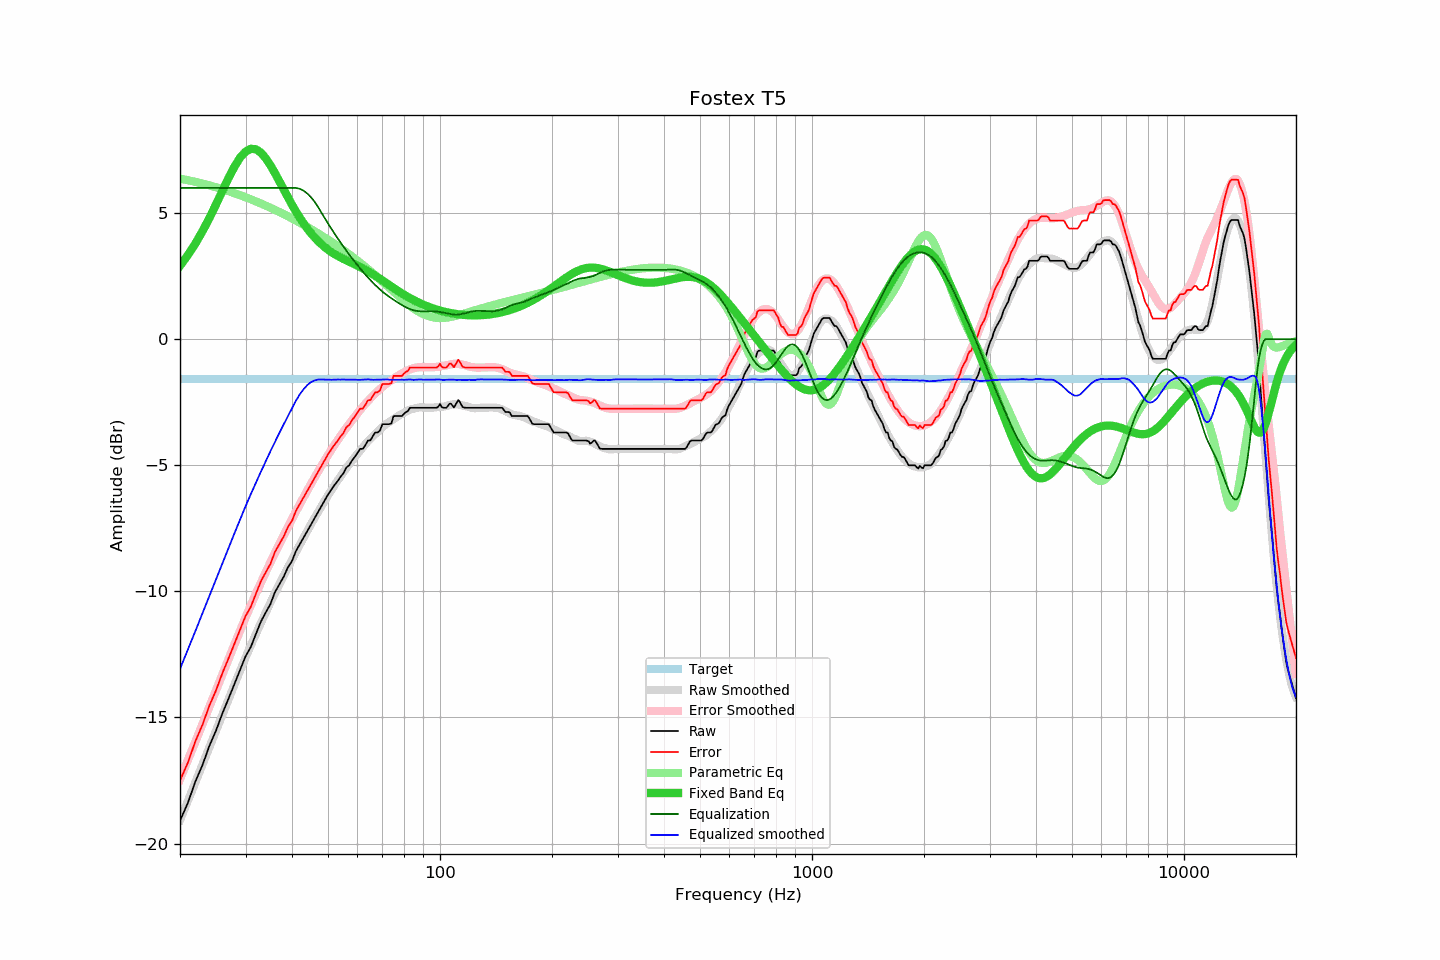 Fostex T5
Amplitude (dBr)
5
0
−5
−10
−15
−20
Target
Raw Smoothed
Error Smoothed
Raw
Error
Parametric Eq
Fixed Band Eq
Equalization
Equalized smoothed
100
1000
10000
Frequency (Hz)